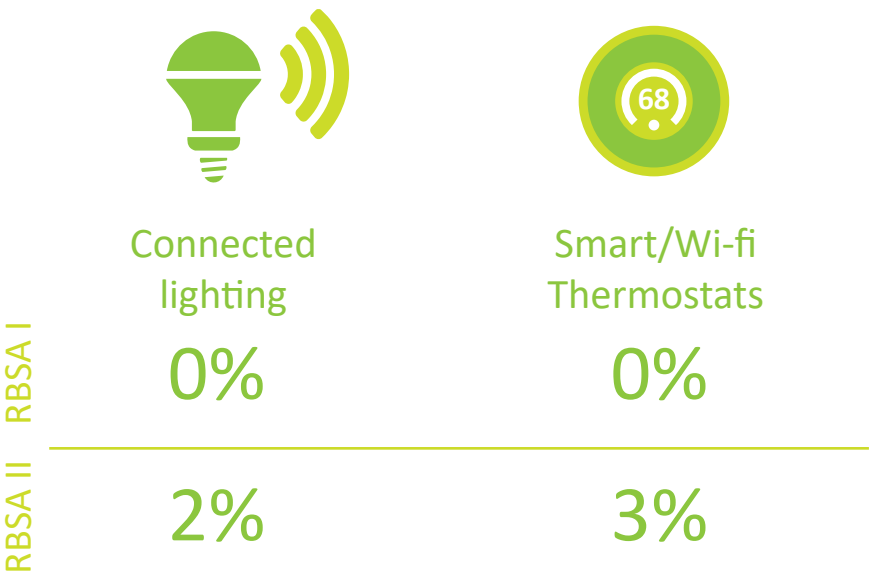 68
Connected
lighting
Smart/Wi-fi
Thermostats
RBSA I
0%
0%
RBSA II
2%
3%